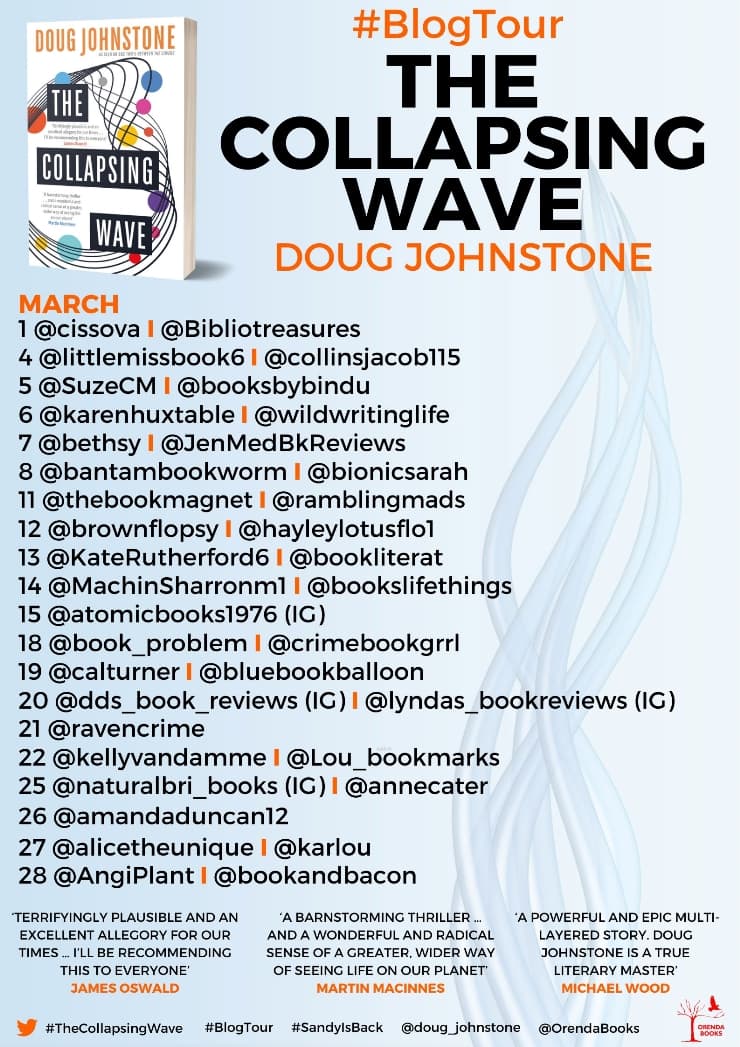 DOUG JOHNSTONE
THE
COLLAPSING
WAVE
#BlogTour
THE
COLLAPSING
WAVE
DOUG JOHNSTONE
MARCH
1 @cissova I @Bibliotreasures
4 @littlemissbook6 I @collinsjacob115
5 @SuzeCM I @booksbybindu
6 @karenhuxtable I @wildwritinglife
7 @bethsy I @JenMedBkReviews
8 @bantambookworm I @bionicsarah
11 @thebookmagnet I @ramblingmads
12 @brownflopsy I @hayleylotusflo1
13 @KateRutherford6 I @bookliterat
14 @MachinSharronm1 I @bookslifethings
15 @atomicbooks1976 (IG)
18 @book_problem I @crimebookgrrl
19 @calturner I @bluebookballoon
20 @dds_book_reviews (IG) I @lyndas_bookreviews (IG)
21 @ravencrime
22 @kellyvandamme I @Lou_bookmarks
25 @naturalbri_books (IG) I @annecater
26 @amandaduncan12
27 @alicetheunique I @karlou
28 @AngiPlant I @bookandbacon
'TERRIFYINGLY PLAUSIBLE AND AN
EXCELLENT ALLEGORY FOR OUR
TIMES ... I'LL BE RECOMMENDING
THIS TO EVERYONE'
JAMES OSWALD
'A BARNSTORMING THRILLER ...
AND A WONDERFUL AND RADICAL
SENSE OF A GREATER, WIDER WAY
OF SEEING LIFE ON OUR PLANET'
MARTIN MACINNES
'A POWERFUL AND EPIC MULTI-
LAYERED STORY. DOUG
JOHNSTONE IS A TRUE
LITERARY MASTER'
MICHAEL WOOD
#TheCollapsingWave #BlogTour #SandyIsBack @doug_johnstone @OrendaBooks
ORENDA
BOOKS